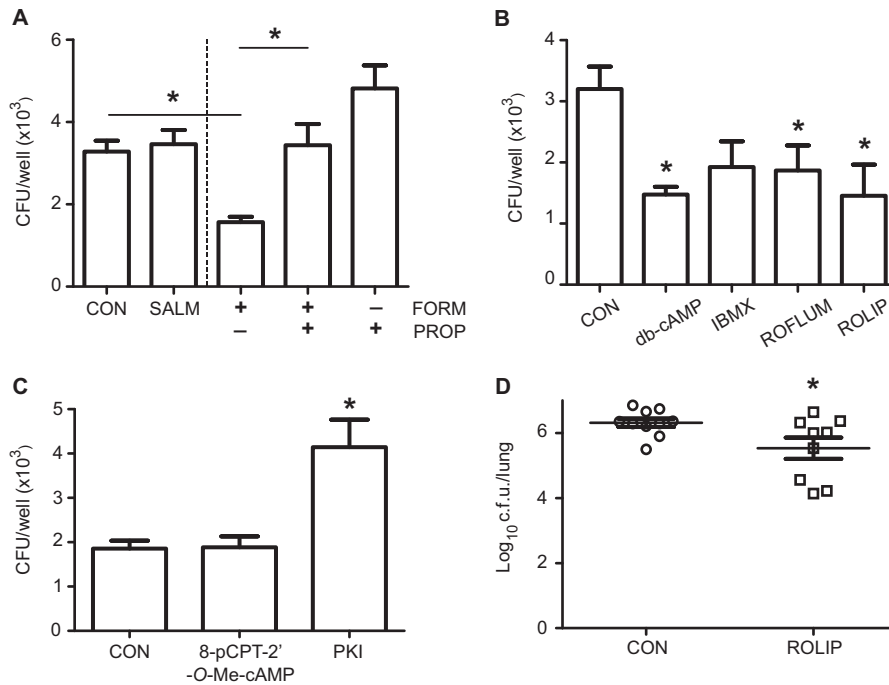 A
*
*
CFU/well (x10³)
6
4
2
0
CON
SALM
+
+
–
FORM
–
+
+
PROP
B
*
*
*
CFU/well (x10³)
4
3
2
1
0
CON
db-cAMP
IBMX
ROFLUM
ROLIP
C
*
CFU/well (x10³)
5
4
3
2
1
0
CON
8-pCPT-2'
-O-Me-cAMP
PKI
D
*
Log₁₀ c.f.u./lung
6
4
2
0
CON
ROLIP